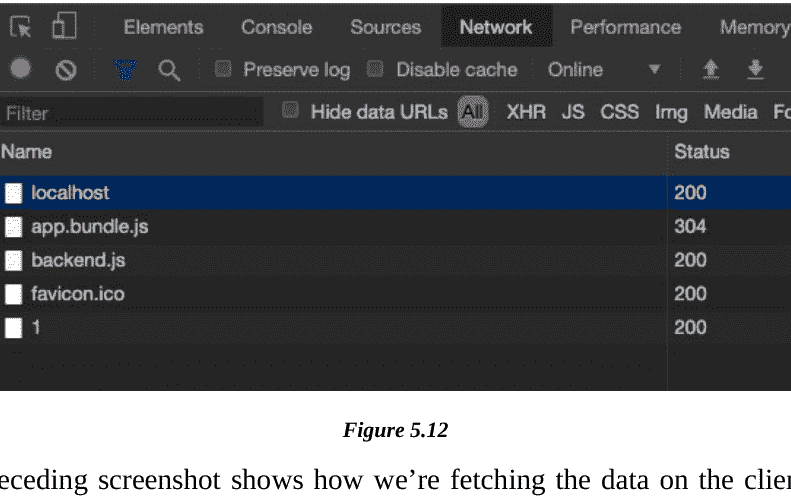 Elements Console Sources Network Performance Memory
Preserve log Disable cache Online
Filter Hide data URLs All XHR JS CSS Img Media Fo
Name Status
localhost 200
app.bundle.js 304
backend.js 200
favicon.ico 200
1 200
Figure 5.12
eceding screenshot shows how we’re fetching the data on the clien